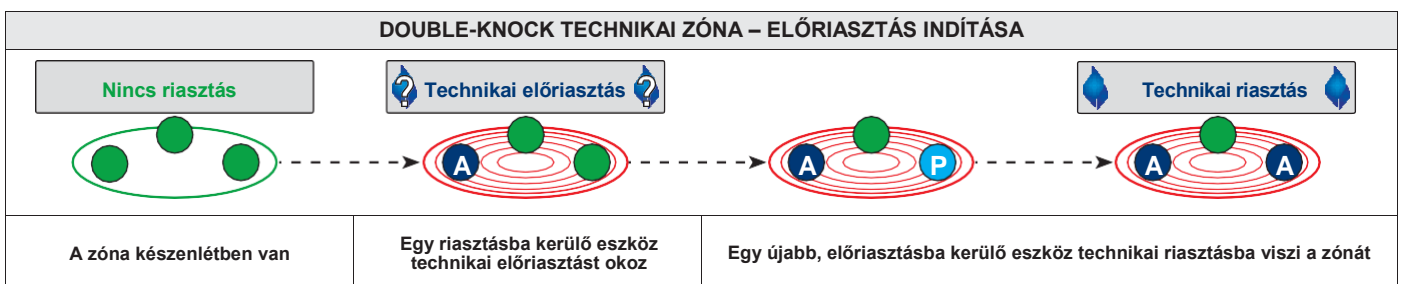 DOUBLE-KNOCK TECHNIKAI ZÓNA – ELŐRIASZTÁS INDÍTÁSA
Nincs riasztás
? Technikai előriasztás ?
Technikai riasztás
A
A P
A A
A zóna készenlétben van
Egy riasztásba kerülő eszköz
technikai előriasztást okoz
Egy újabb, előriasztásba kerülő eszköz technikai riasztásba viszi a zónát